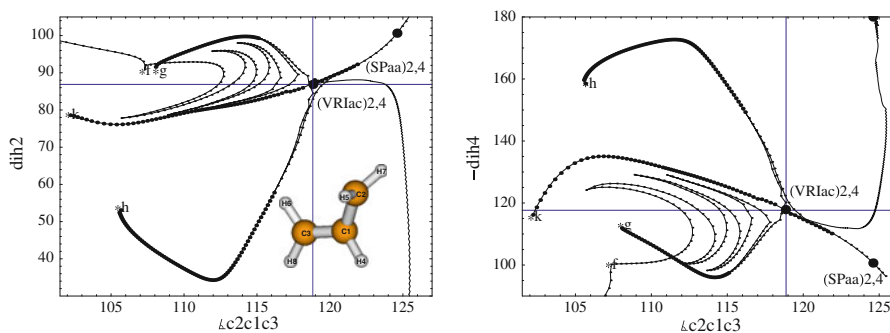 100
90
80
70
60
50
40
dih2
*f
*g
*k
*h
(SPaa)2,4
(VRIac)2,4
H7
H5
C2
H6
C3
C1
H8
H4
105
110
115
120
125
∡c2c1c3
180
160
140
120
100
−dih4
*h
*k
*g
*f
(VRIac)2,4
(SPaa)2,4
105
110
115
120
125
∡c2c1c3